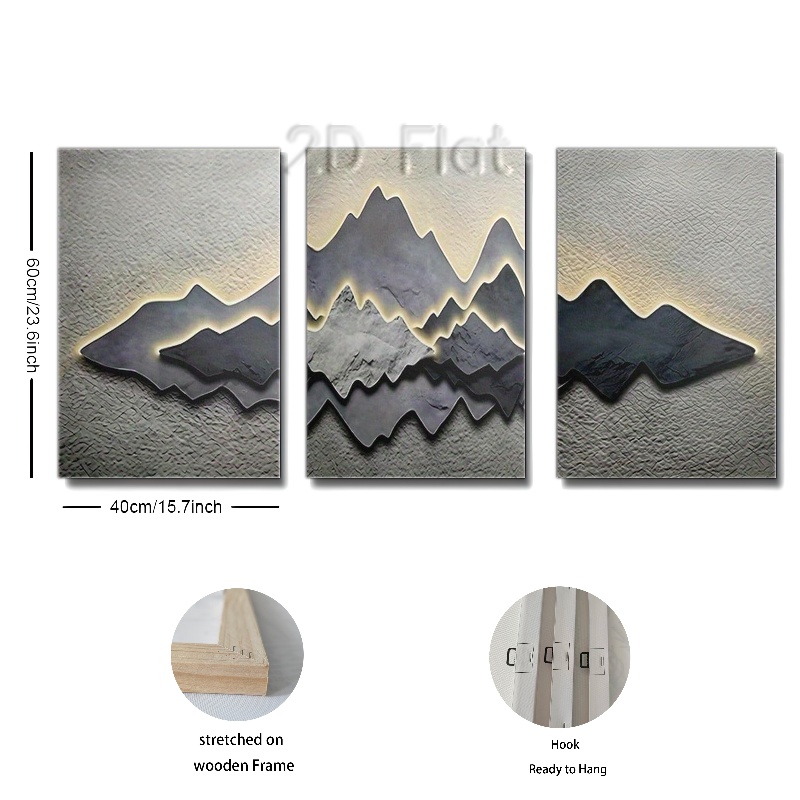 2D Flat
60cm/23.6inch
40cm/15.7inch
stretched on
wooden Frame
Hook
Ready to Hang